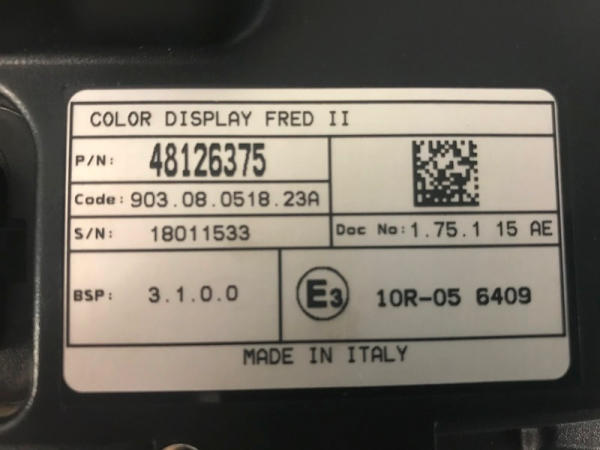 COLOR DISPLAY FRED II
P/N: 48126375
Code: 903.08.0518.23A
S/N: 18011533
Doc No: 1.75.1 15 AE
BSP: 3.1.0.0
E3 10R-05 6409
MADE IN ITALY